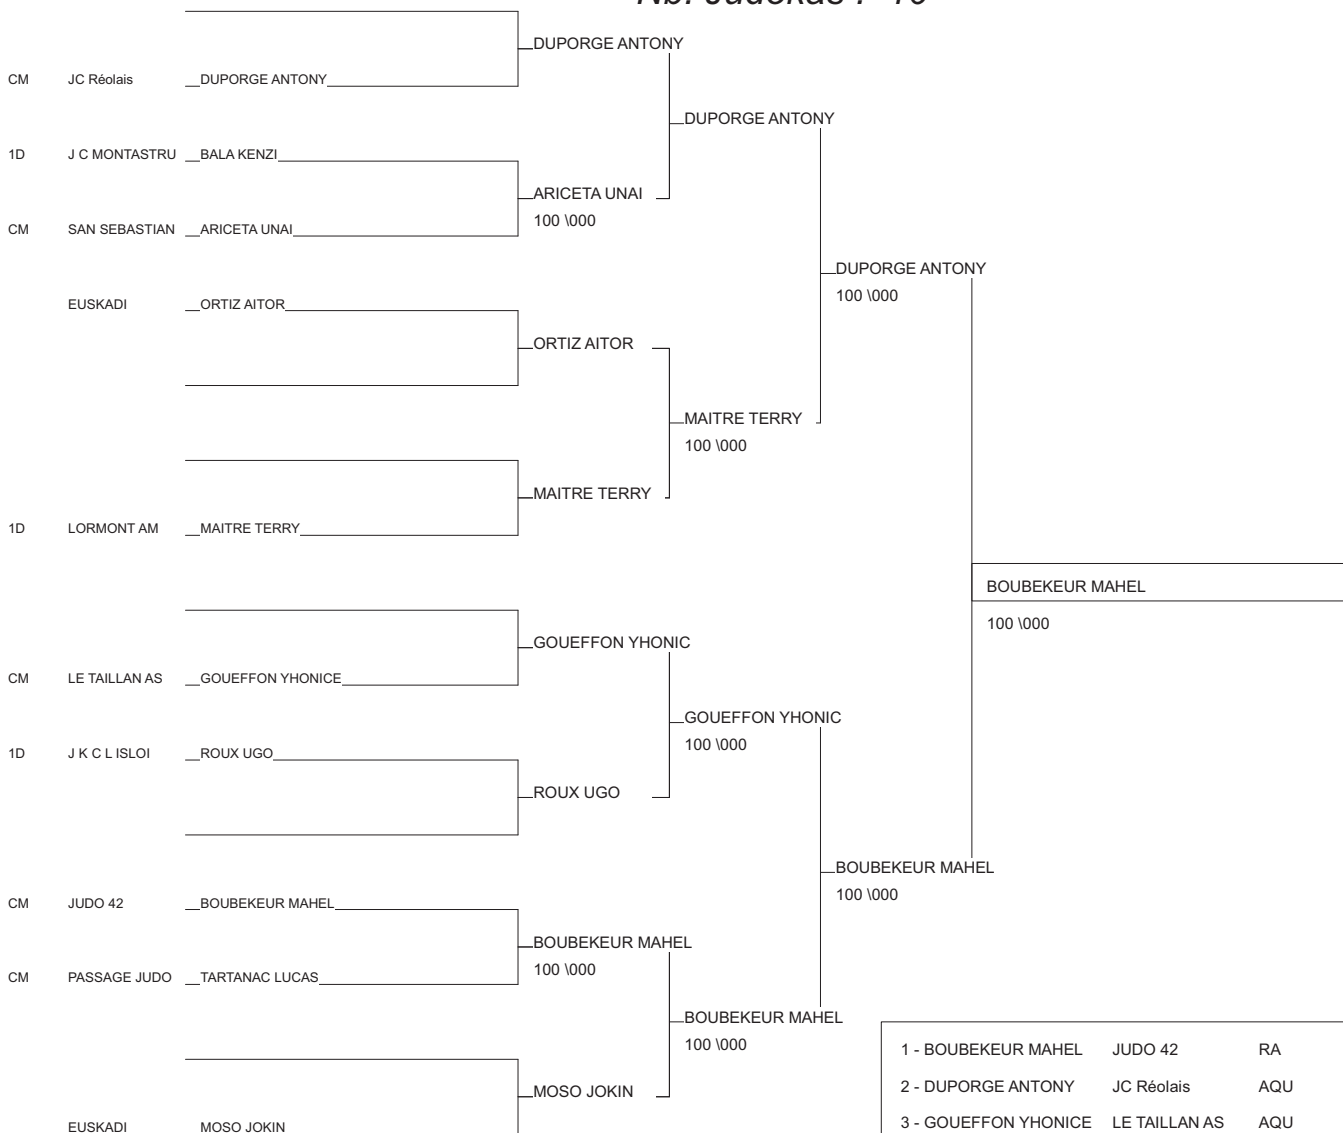 Nb. Judokas : 10
DUPORGE ANTONY
CM JC Réolais DUPORGE ANTONY
DUPORGE ANTONY
1D J C MONTASTRU BALA KENZI
ARICETA UNAI
100 \000
CM SAN SEBASTIAN ARICETA UNAI
DUPORGE ANTONY
100 \000
EUSKADI ORTIZ AITOR
ORTIZ AITOR
MAITRE TERRY
100 \000
MAITRE TERRY
1D LORMONT AM MAITRE TERRY
BOUBEKEUR MAHEL
100 \000
GOUEFFON YHONIC
CM LE TAILLAN AS GOUEFFON YHONICE
GOUEFFON YHONIC
100 \000
1D J K C L ISLOI ROUX UGO
ROUX UGO
BOUBEKEUR MAHEL
100 \000
CM JUDO 42 BOUBEKEUR MAHEL
BOUBEKEUR MAHEL
100 \000
CM PASSAGE JUDO TARTANAC LUCAS
BOUBEKEUR MAHEL
100 \000
1 - BOUBEKEUR MAHEL JUDO 42 RA
2 - DUPORGE ANTONY JC Réolais AQU
MOSO JOKIN
3 - GOUEFFON YHONICE LE TAILLAN AS AQU
EUSKADI MOSO JOKIN